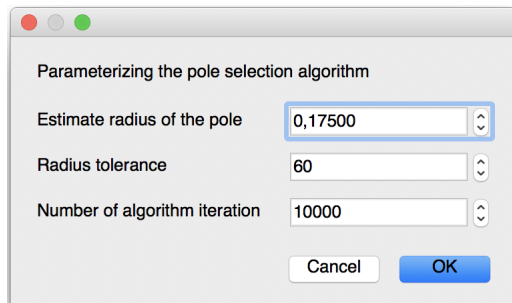 Parameterizing the pole selection algorithm
Estimate radius of the pole 0,17500
Radius tolerance 60
Number of algorithm iteration 10000
Cancel OK